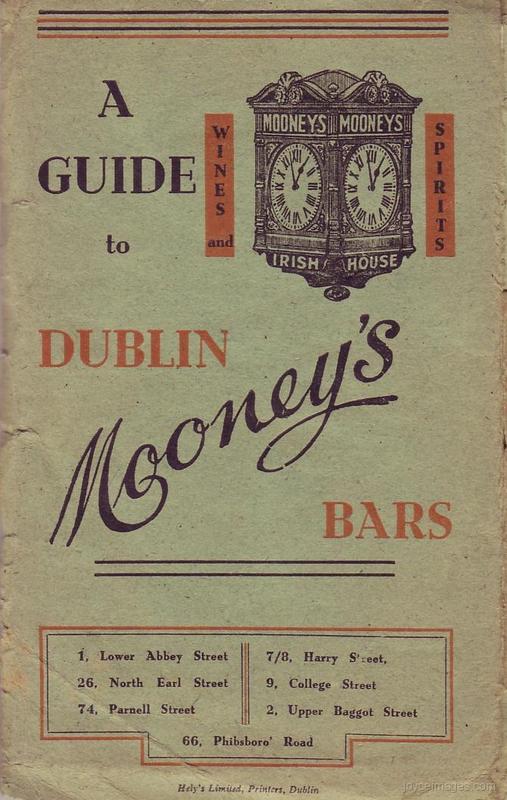 A
GUIDE
to
WINES
and
SPIRITS
MOONEYS MOONEYS
IRISH HOUSE
DUBLIN
Mooney's
BARS
1, Lower Abbey Street
26, North Earl Street
74, Parnell Street
7/8, Harry Street,
9, College Street
2, Upper Baggot Street
66, Phibsboro' Road
Hely's Limited, Printers, Dublin
joyceimages.com